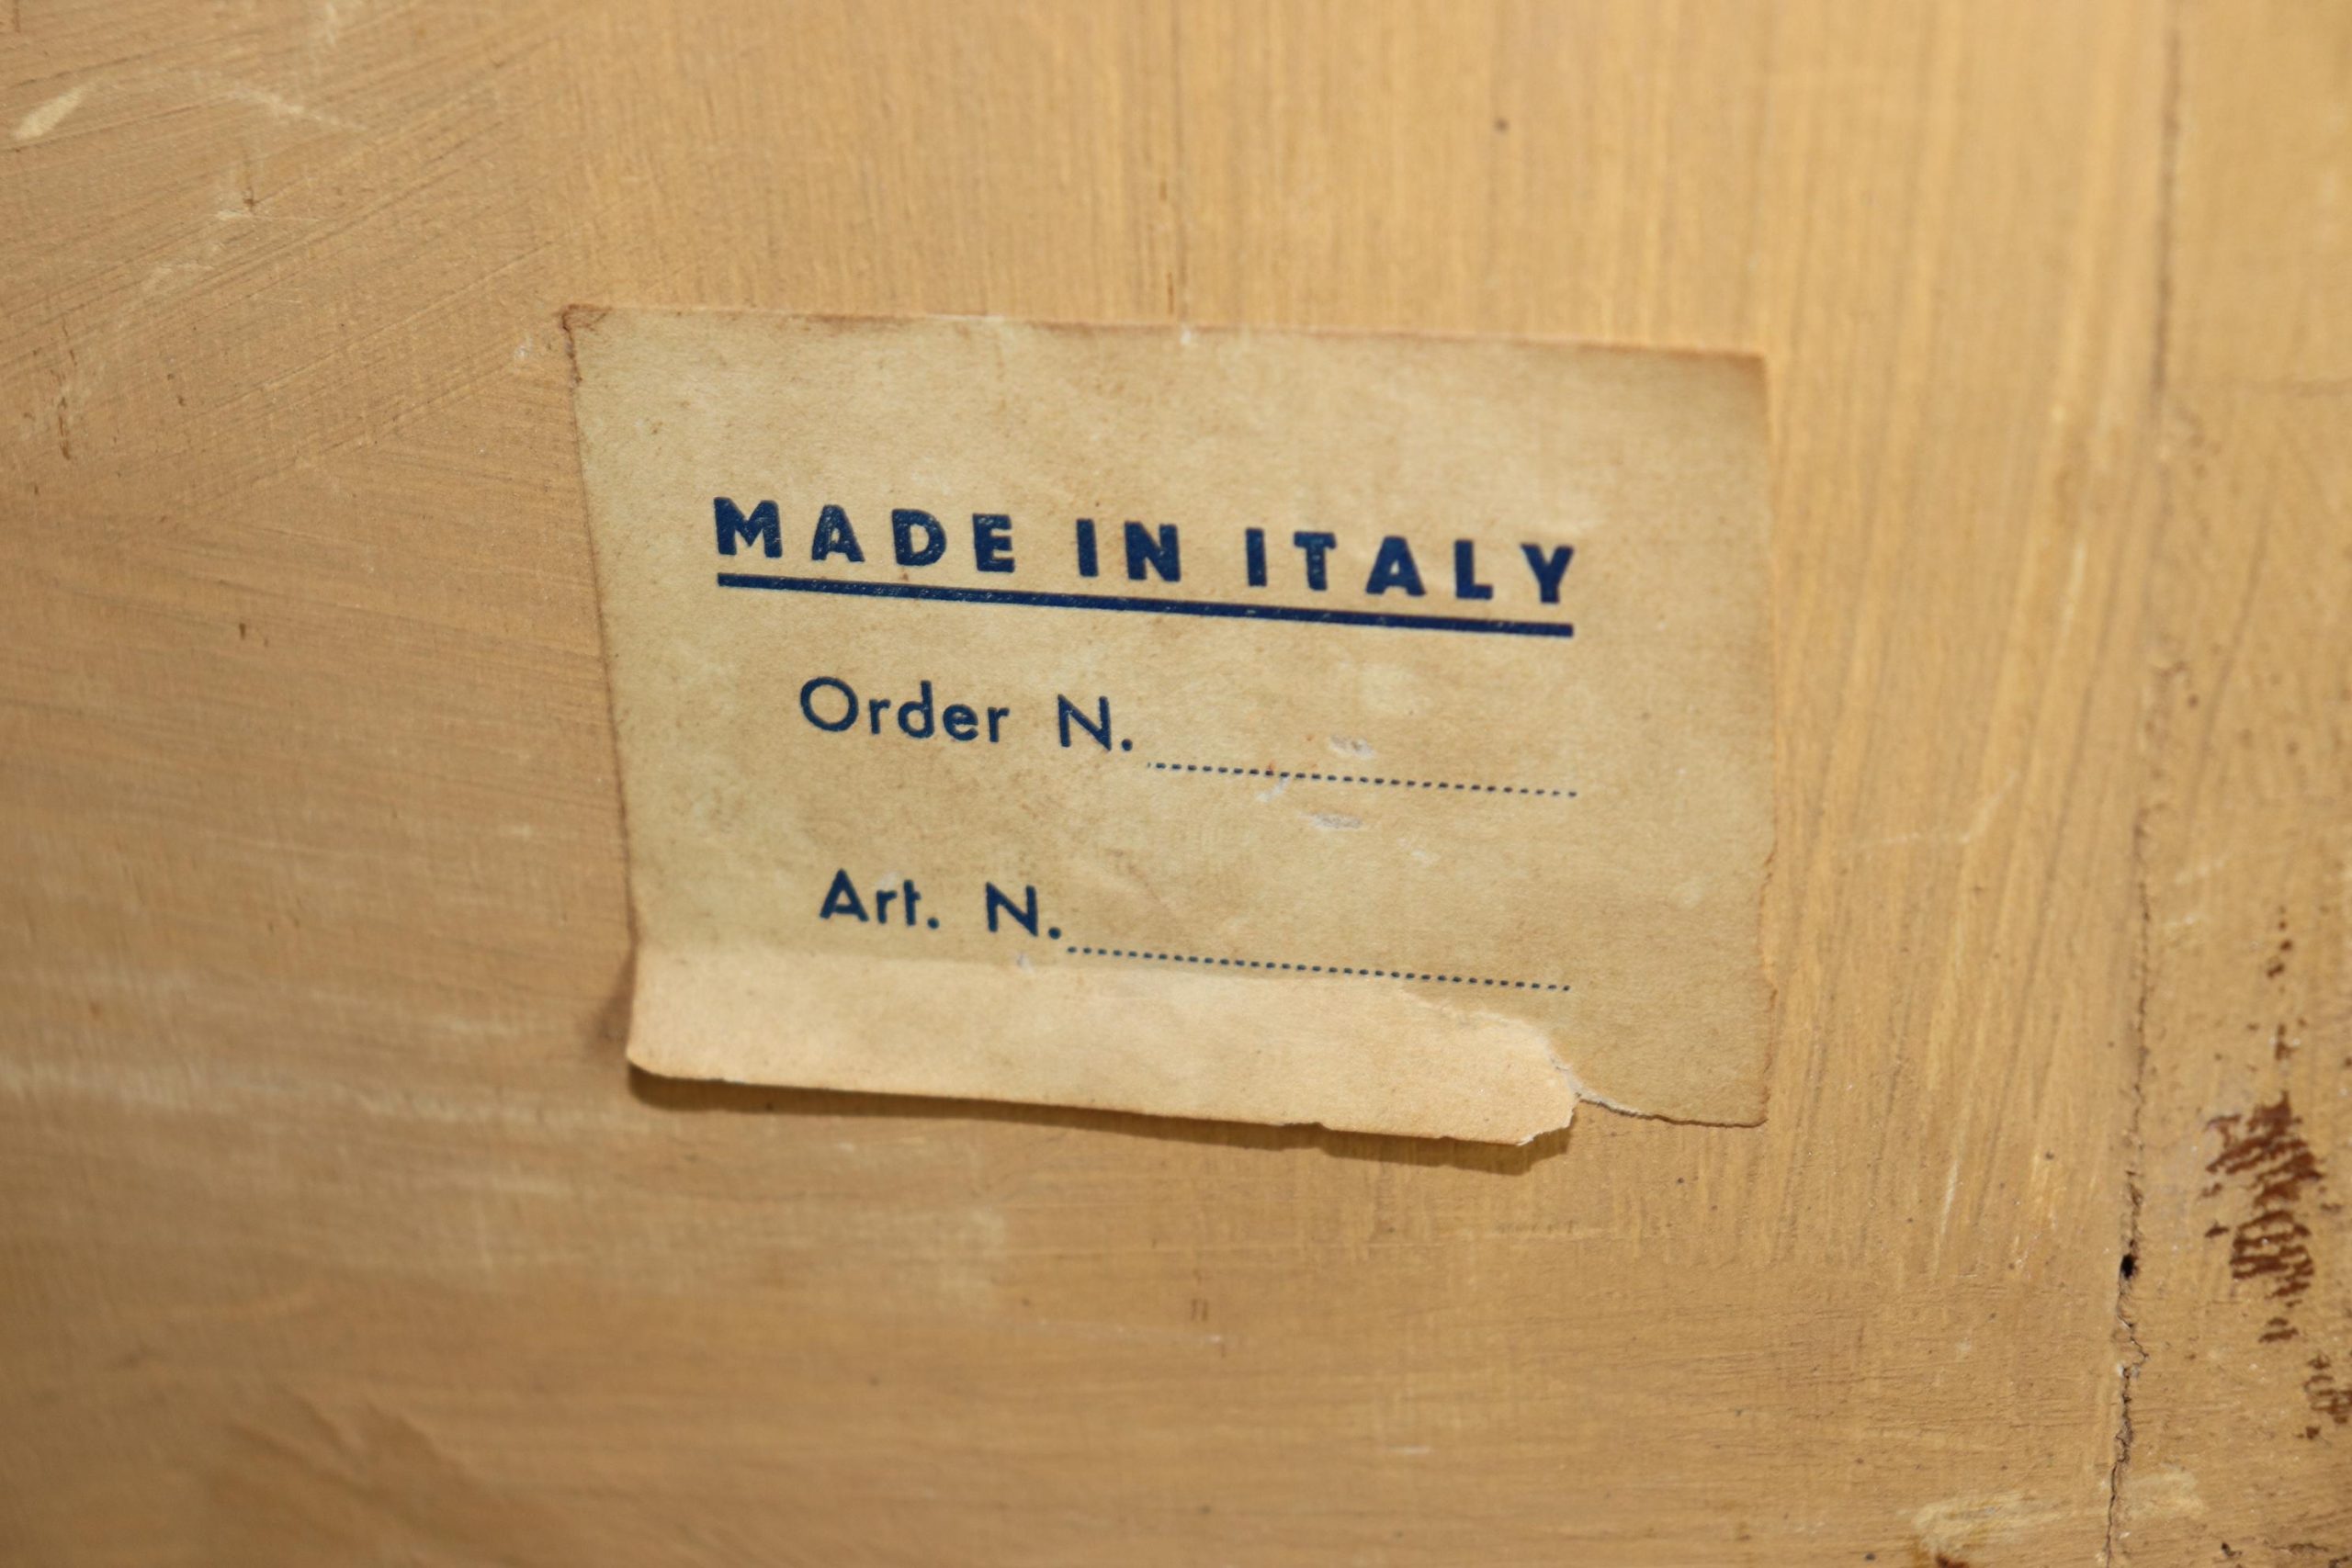 MADE IN ITALY
Order N.
Art. N.